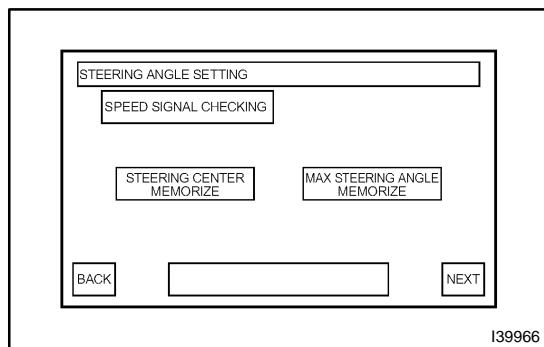 STEERING ANGLE SETTING
SPEED SIGNAL CHECKING
STEERING CENTER
MEMORIZE
MAX STEERING ANGLE
MEMORIZE
BACK
NEXT
I39966